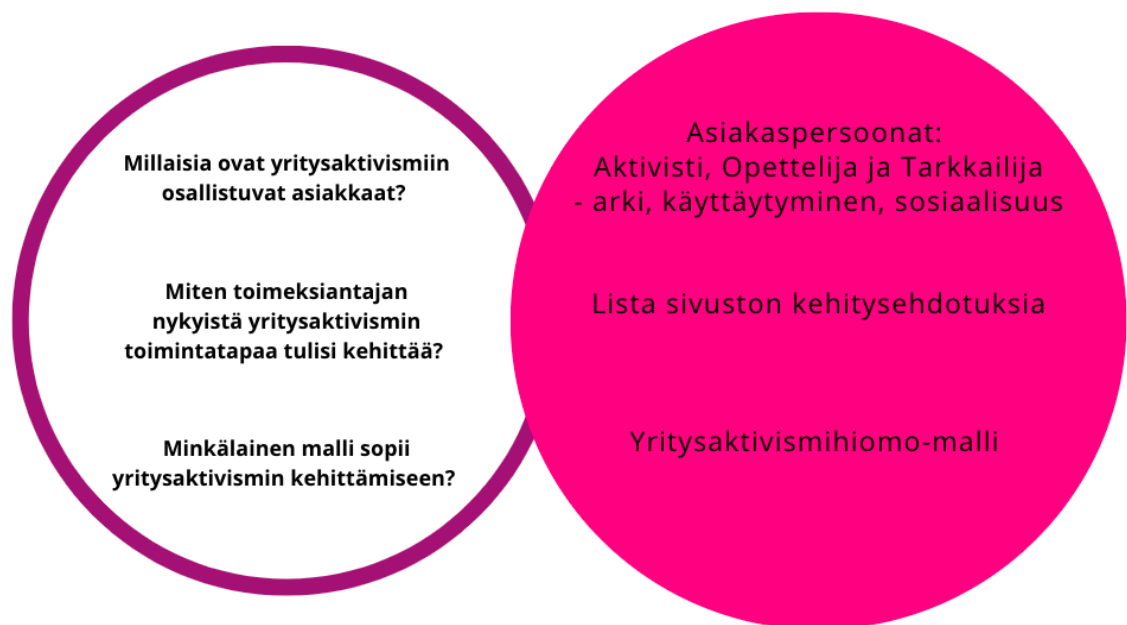 Millaisia ovat yritysaktivismiin
osallistuvat asiakkaat?
Miten toimeksiantajan
nykyistä yritysaktivismin
toimintatapaa tulisi kehittää?
Minkälainen malli sopii
yritysaktivismin kehittämiseen?
Asiakaspersoonat:
Aktivisti, Opettelija ja Tarkkailija
- arki, käyttäytyminen, sosiaalisuus
Lista sivuston kehitysehdotuksia
Yritysaktivismihiomo-malli